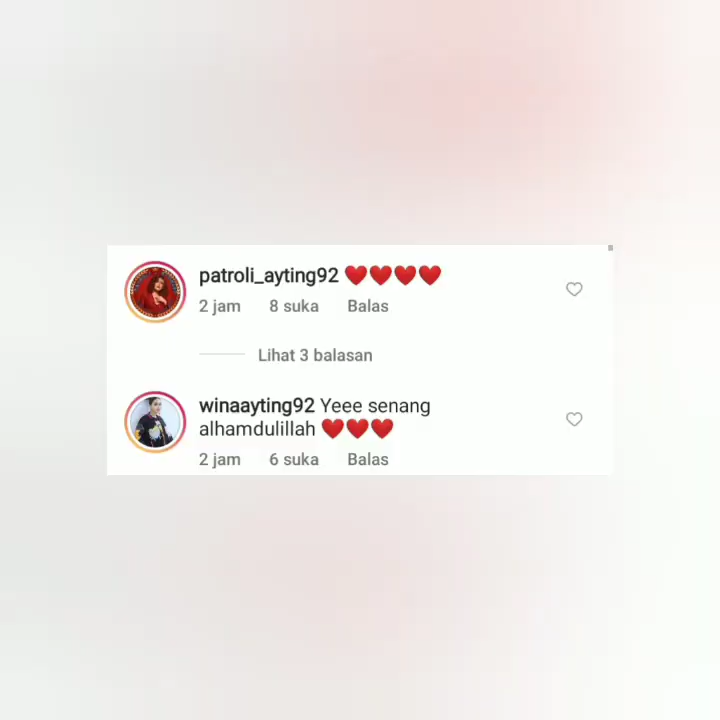 patroli_ayting92 ❤️❤️❤️❤️
2 jam 8 suka Balas
Lihat 3 balasan
winaayting92 Yeee senang
alhamdulillah ❤️❤️❤️
2 jam 6 suka Balas